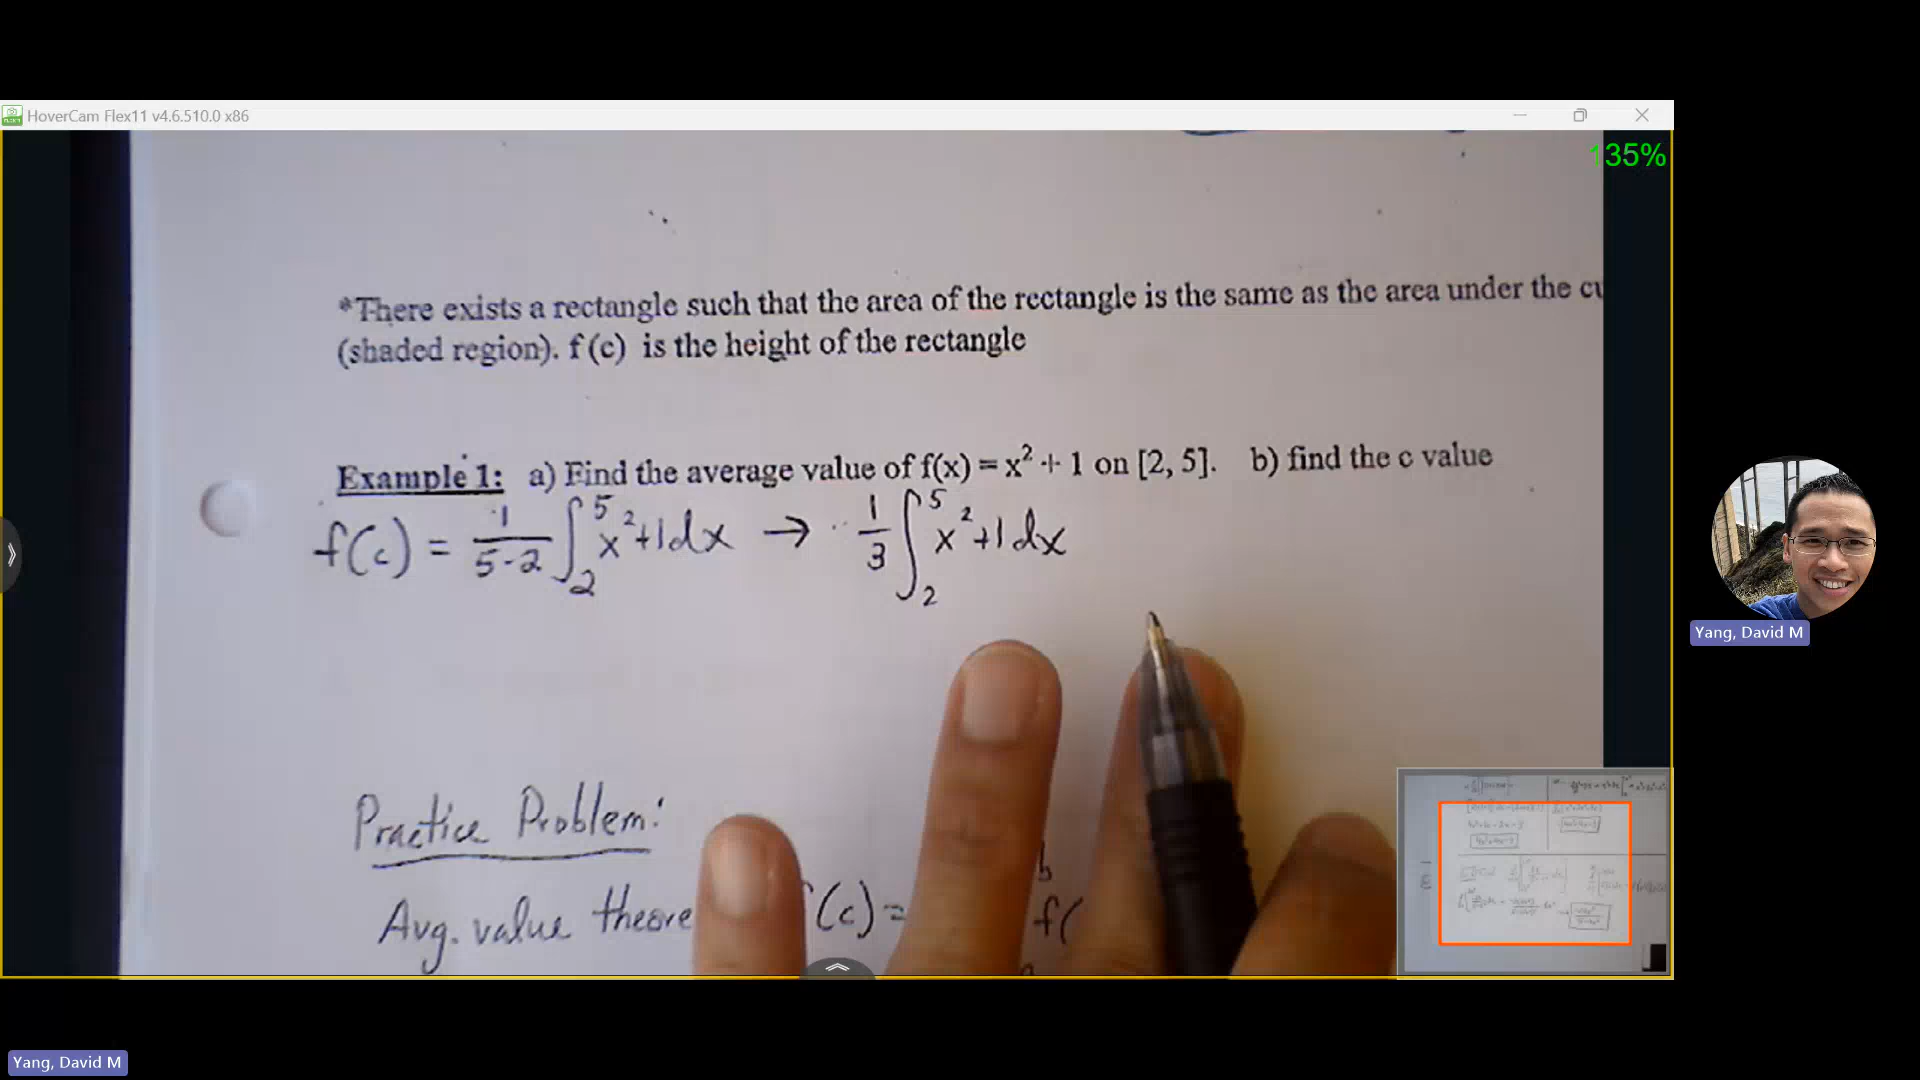 HoverCam Flex11 v4.6.510.0 x86
135%
*There exists a rectangle such that the area of the rectangle is the same as the area under the
(shaded region). f (c) is the height of the rectangle
Example 1: a) Find the average value of f(x) = x² + 1 on [2, 5]. b) find the c value
f(c) = 1/(5-2) ∫₂⁵ x²+1 dx → 1/3 ∫₂⁵ x²+1 dx
Practice Problem:
Avg. value (c) = f(
Yang, David M
Yang, David M